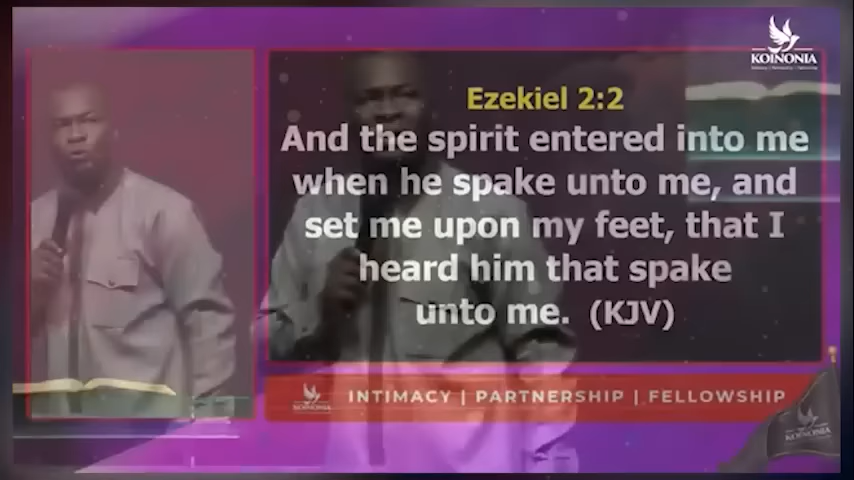 KOINONIA
Ezekiel 2:2
And the spirit entered into me
when he spake unto me, and
set me upon my feet, that I
heard him that spake
unto me. (KJV)
KOINONIA
INTIMACY | PARTNERSHIP | FELLOWSHIP
KOINONIA